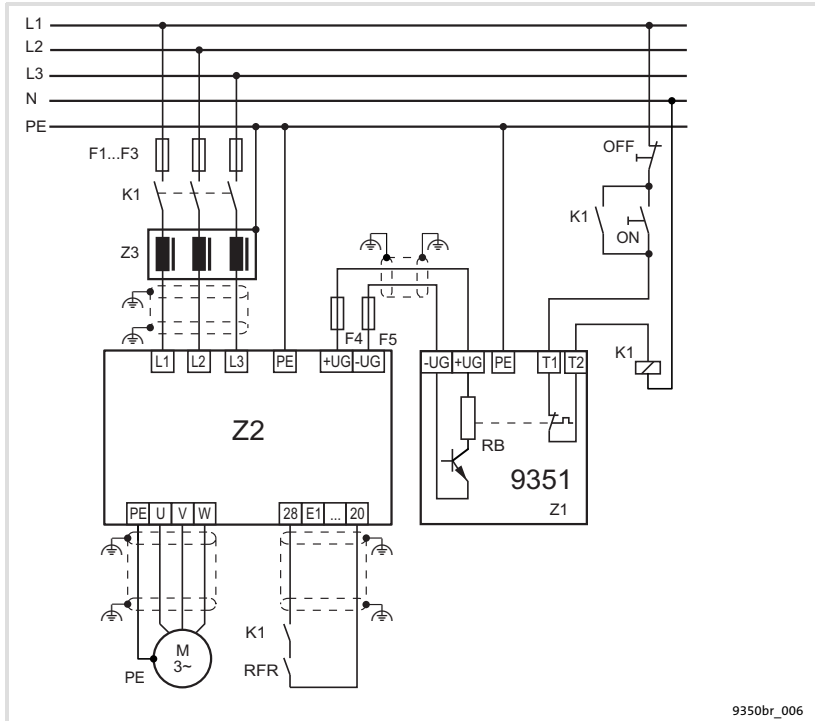 L1
L2
L3
N
PE
F1...F3
OFF
K1
K1
ON
Z3
F4
F5
K1
L1 L2 L3 PE +UG -UG
-UG +UG PE T1 T2
Z2
RB
9351
Z1
PE U V W
28 E1 ... 20
K1
M
3~
RFR
PE
9350br_006